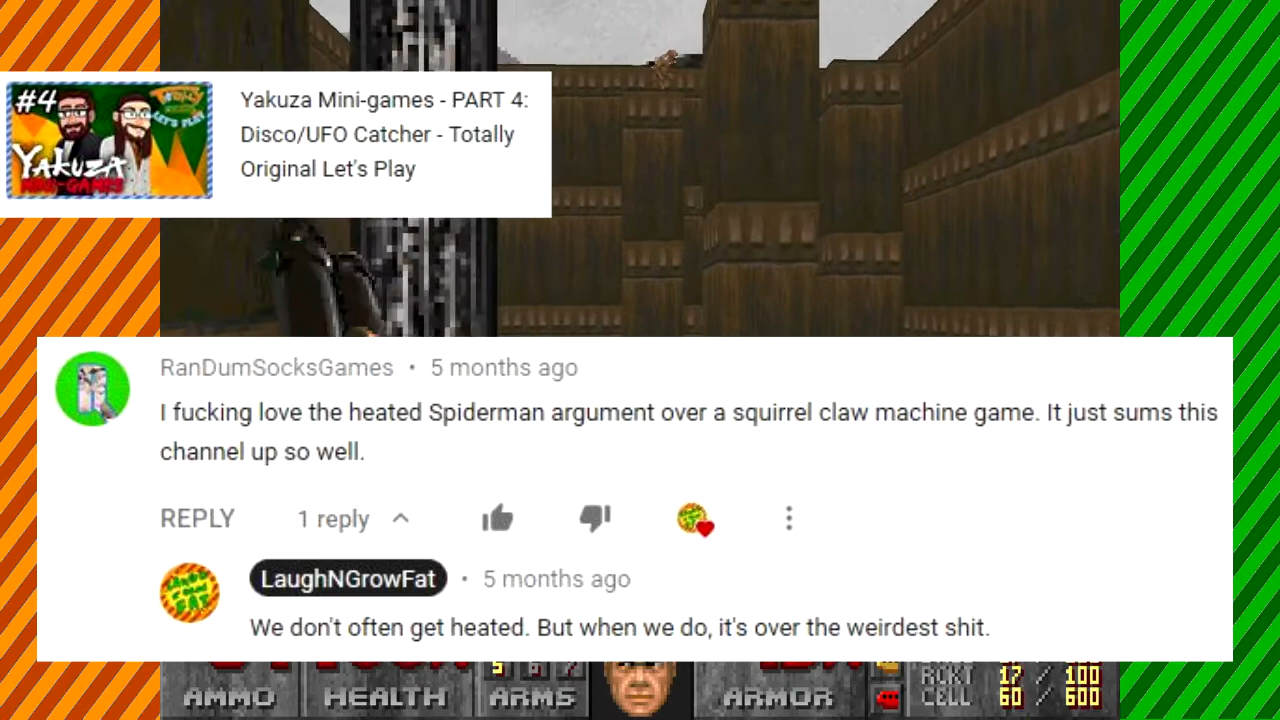 #4
YAKUZA
MINI-GAMES
LET'S PLAY
Yakuza Mini-games - PART 4:
Disco/UFO Catcher - Totally
Original Let's Play
RanDumSocksGames • 5 months ago
I fucking love the heated Spiderman argument over a squirrel claw machine game. It just sums this
channel up so well.
REPLY 1 reply
LaughNGrowFat • 5 months ago
We don't often get heated. But when we do, it's over the weirdest shit.
5 6 7
AMMO HEALTH ARMS ARMOR
RCKT 17 / 100
CELL 60 / 600